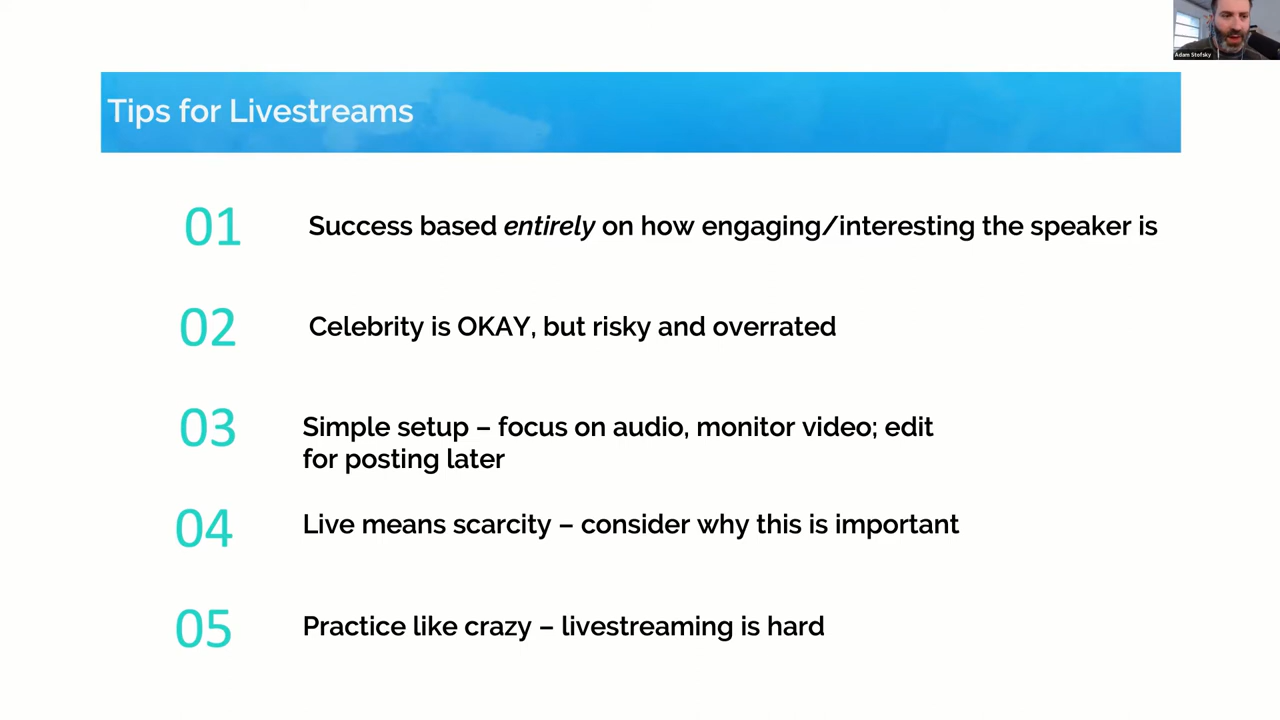 Adam Stofsky
Tips for Livestreams
01 Success based entirely on how engaging/interesting the speaker is
02 Celebrity is OKAY, but risky and overrated
03 Simple setup – focus on audio, monitor video; edit
for posting later
04 Live means scarcity – consider why this is important
05 Practice like crazy – livestreaming is hard